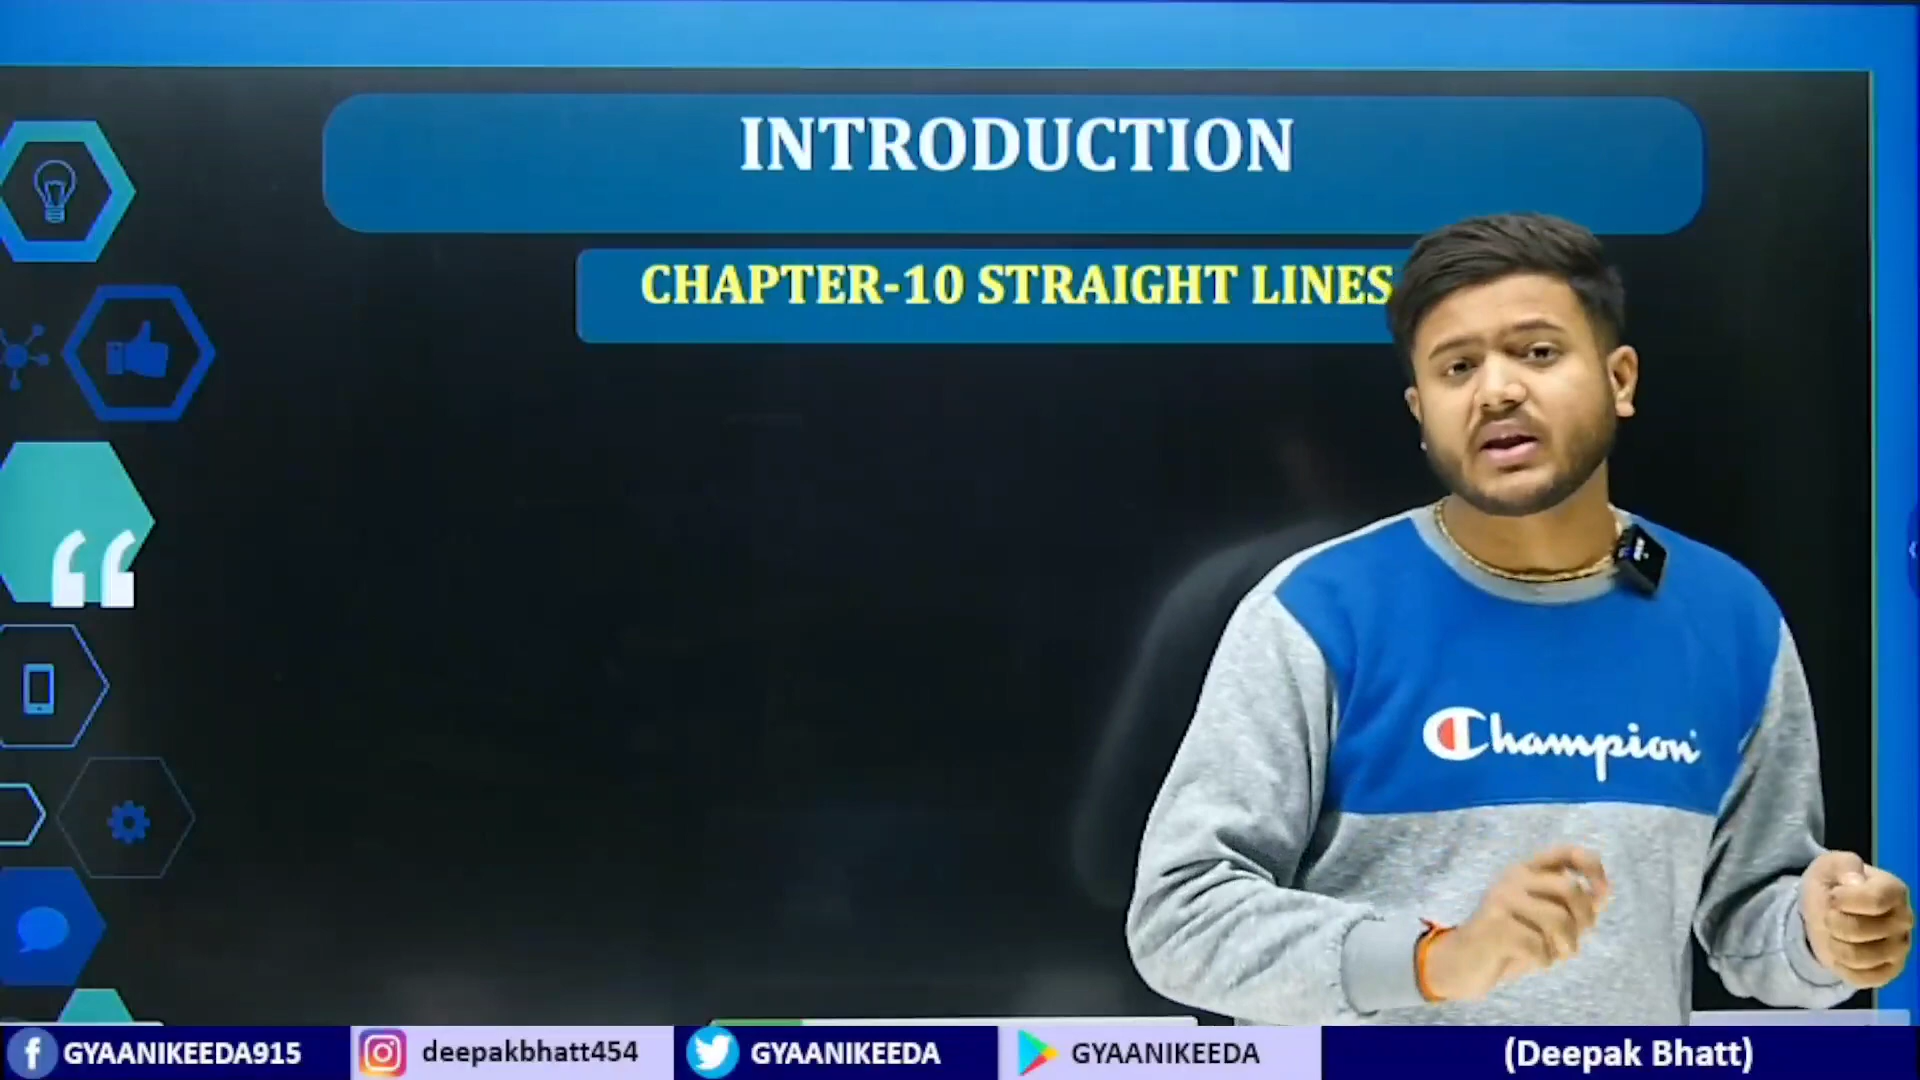 INTRODUCTION
CHAPTER-10 STRAIGHT LINES
Champion
GYAANIKEEDA915
deepakbhatt454
GYAANIKEEDA
GYAANIKEEDA
(Deepak Bhatt)